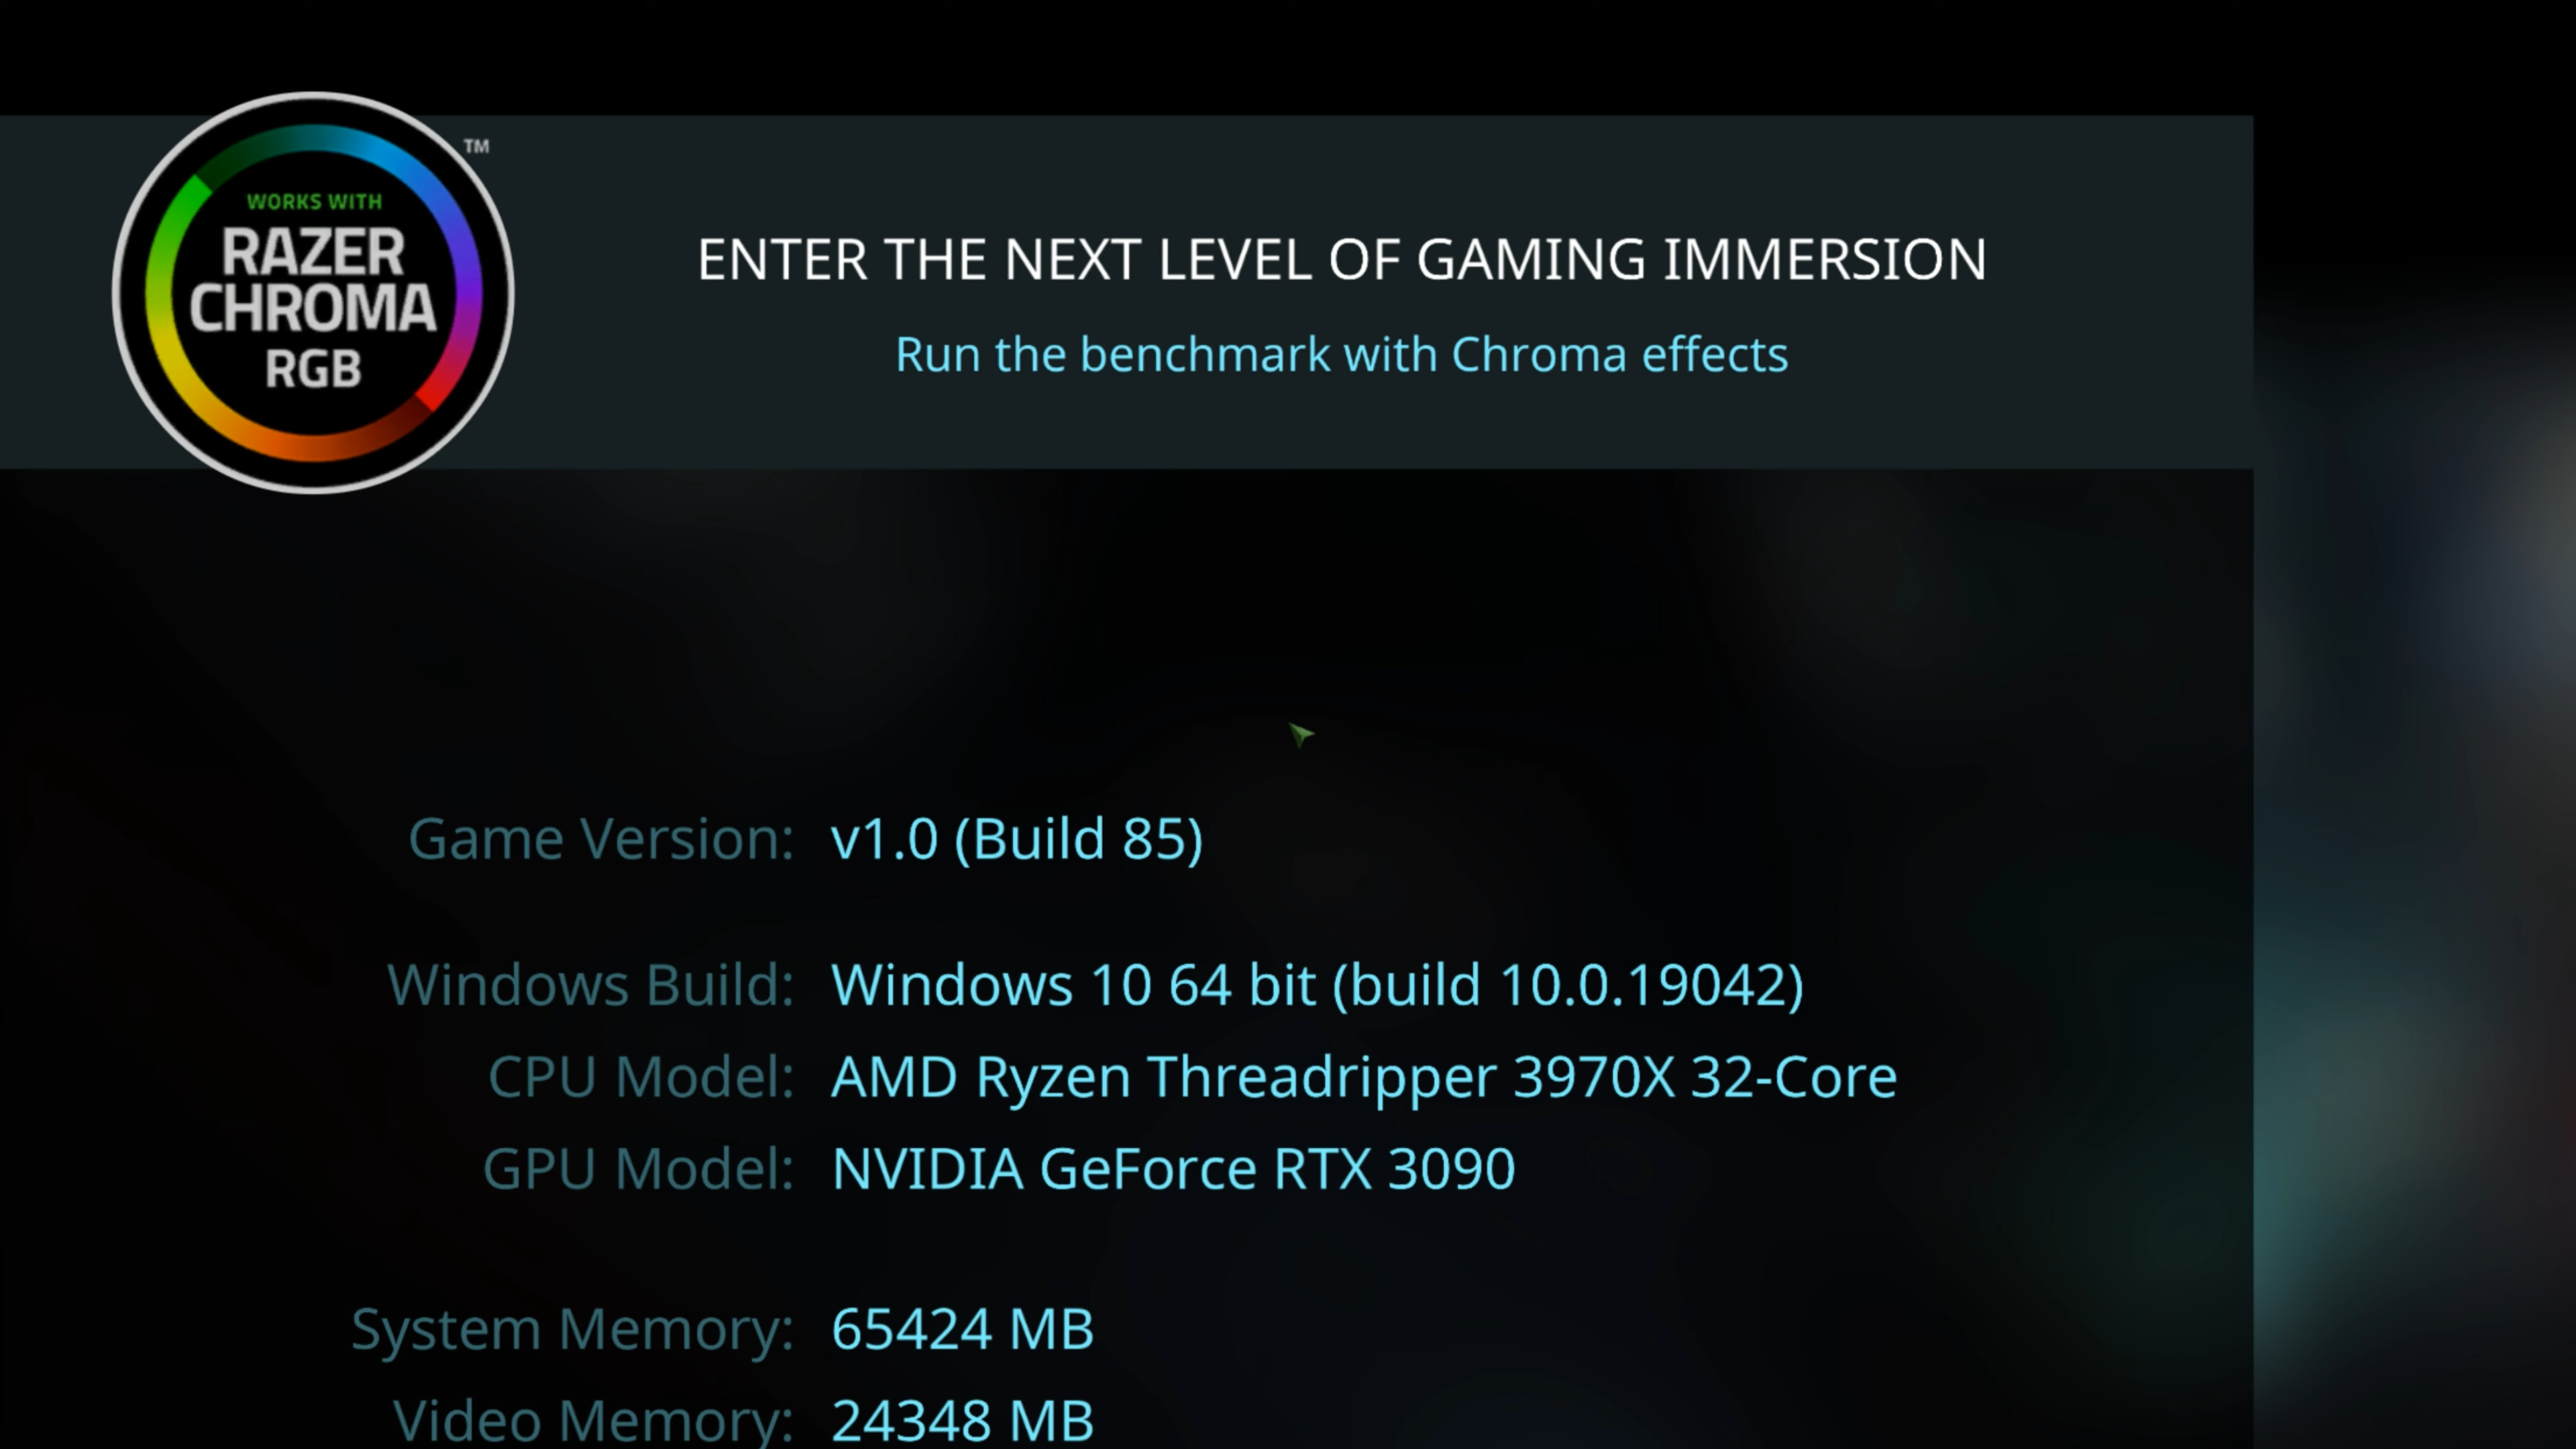 WORKS WITH
RAZER
CHROMA
RGB
TM
ENTER THE NEXT LEVEL OF GAMING IMMERSION
Run the benchmark with Chroma effects
Game Version: v1.0 (Build 85)
Windows Build: Windows 10 64 bit (build 10.0.19042)
CPU Model: AMD Ryzen Threadripper 3970X 32-Core
GPU Model: NVIDIA GeForce RTX 3090
System Memory: 65424 MB
Video Memory: 24348 MB